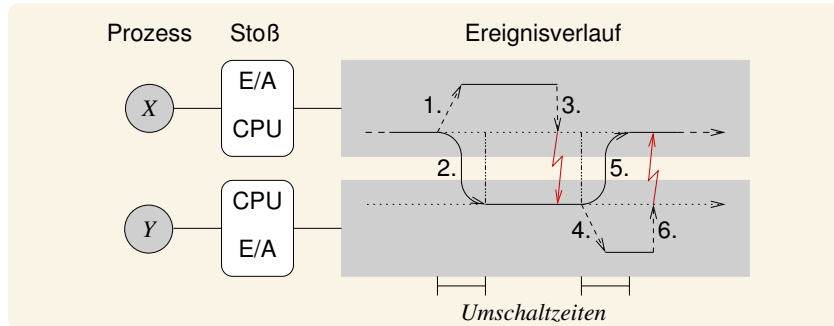 Prozess Stoß Ereignisverlauf
E/A
X
CPU
1. 3.
2. 5.
CPU
Y
E/A
4. 6.
Umschaltzeiten